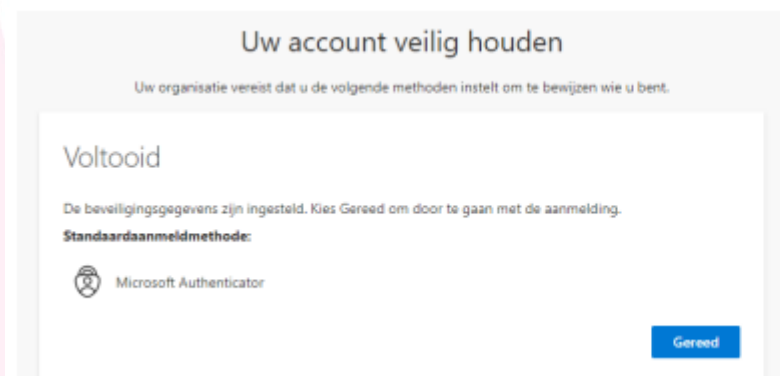 Uw account veilig houden
Uw organisatie vereist dat u de volgende methoden instelt om te bewijzen wie u bent.
Voltooid
De beveiligingsgegevens zijn ingesteld. Kies Gereed om door te gaan met de aanmelding.
Standaardaanmeldmethode:
Microsoft Authenticator
Gereed